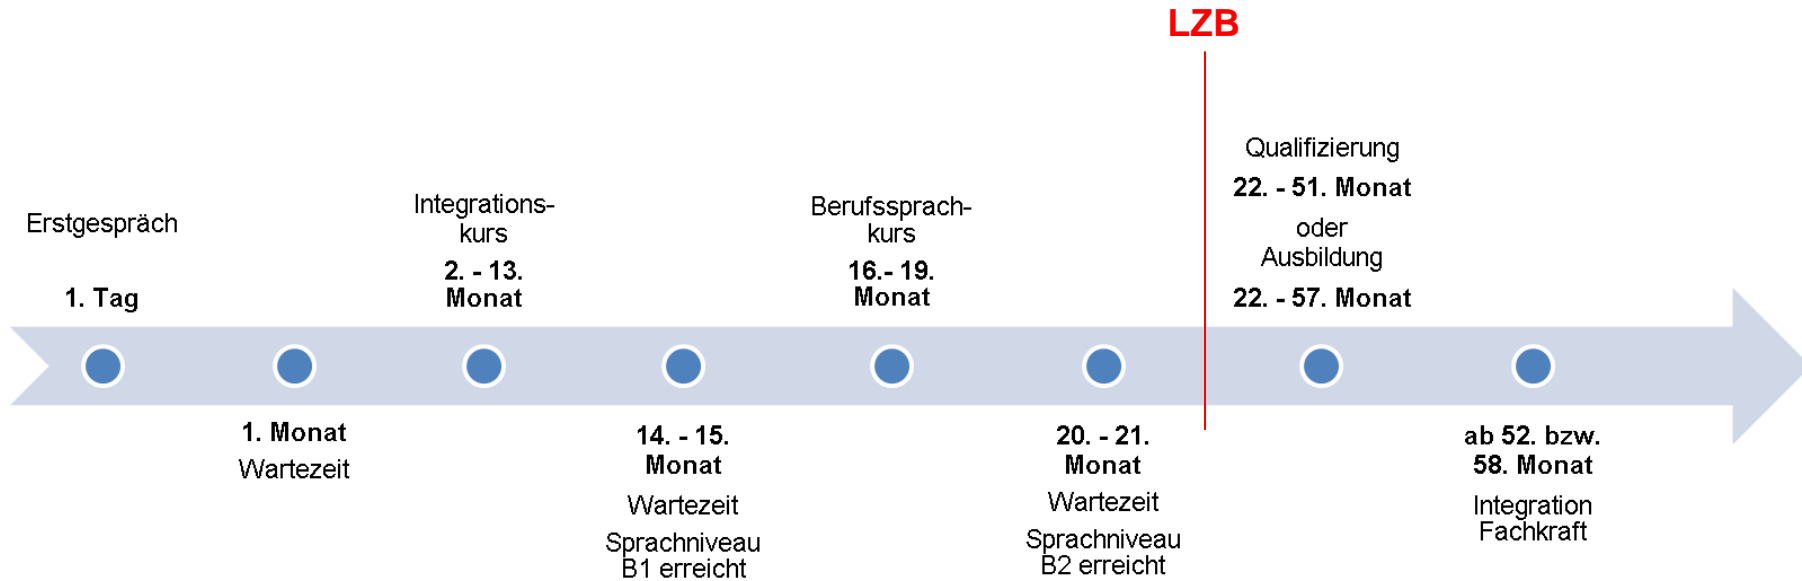 LZB
Erstgespräch
1. Tag
1. Monat
Wartezeit
Integrations-
kurs
2. - 13.
Monat
14. - 15.
Monat
Wartezeit
Sprachniveau
B1 erreicht
Berufssprach-
kurs
16.- 19.
Monat
20. - 21.
Monat
Wartezeit
Sprachniveau
B2 erreicht
Qualifizierung
22. - 51. Monat
oder
Ausbildung
22. - 57. Monat
ab 52. bzw.
58. Monat
Integration
Fachkraft